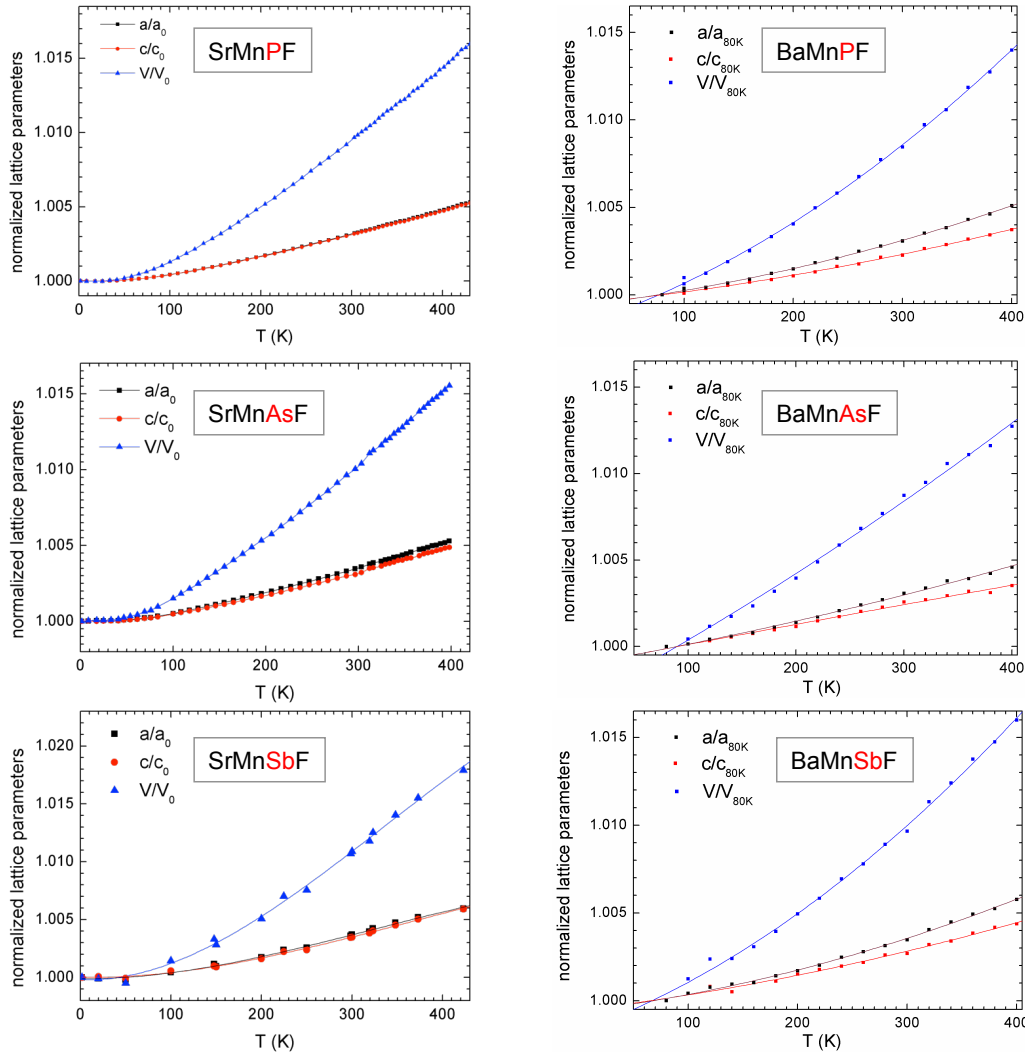 a/a0
c/c0
V/V0
SrMnPF
normalized lattice parameters
1.015
1.010
1.005
1.000
0 100 200 300 400
T (K)
a/a80K
c/c80K
V/V80K
BaMnPF
normalized lattice parameters
1.015
1.010
1.005
1.000
100 200 300 400
T (K)
a/a0
c/c0
V/V0
SrMnAsF
normalized lattice parameters
1.015
1.010
1.005
1.000
0 100 200 300 400
T (K)
a/a80K
c/c80K
V/V80K
BaMnAsF
normalized lattice parameters
1.015
1.010
1.005
1.000
100 200 300 400
T (K)
a/a0
c/c0
V/V0
SrMnSbF
normalized lattice parameters
1.020
1.015
1.010
1.005
1.000
0 100 200 300 400
T (K)
a/a80K
c/c80K
V/V80K
BaMnSbF
normalized lattice parameters
1.015
1.010
1.005
1.000
100 200 300 400
T (K)